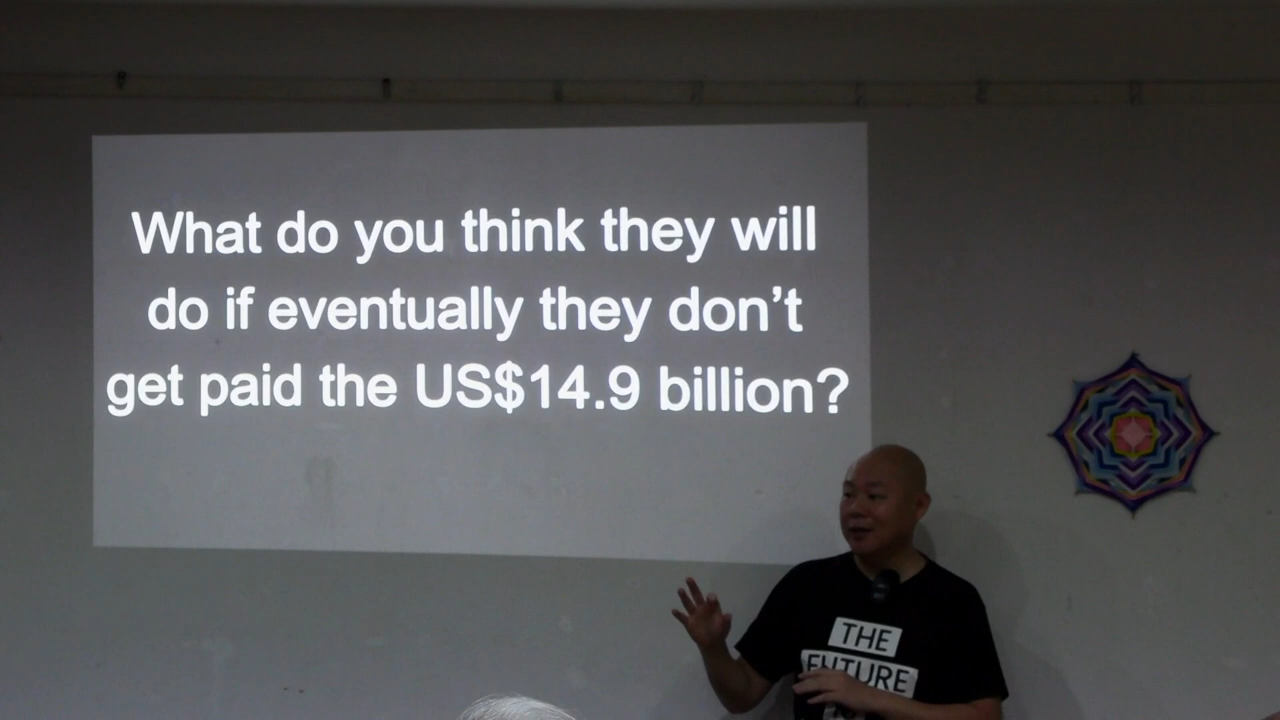 What do you think they will
do if eventually they don’t
get paid the US$14.9 billion?
THE
FUTURE